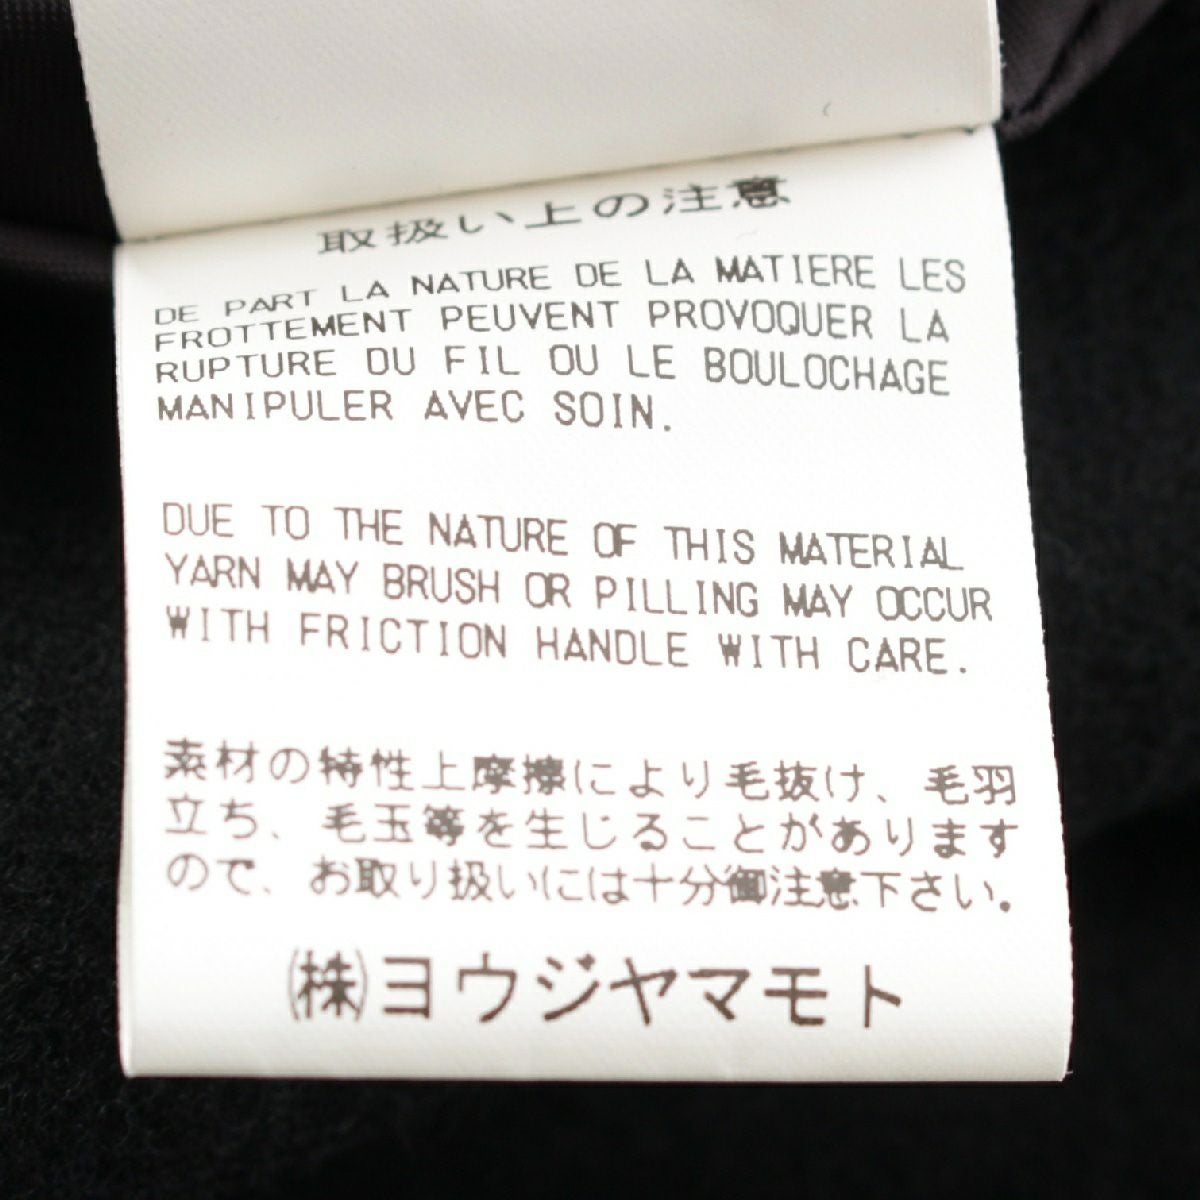 取扱い上の注意
DE PART LA NATURE DE LA MATIERE LES
FROTTEMENT PEUVENT PROVOQUER LA
RUPTURE DU FIL OU LE BOULOCHAGE
MANIPULER AVEC SOIN.
DUE TO THE NATURE OF THIS MATERIAL
YARN MAY BRUSH OR PILLING MAY OCCUR
WITH FRICTION HANDLE WITH CARE.
素材の特性上摩擦により毛抜け、毛羽
立ち、毛玉等を生じることがあります
ので、お取り扱いには十分御注意下さい。
(株)ヨウジヤマモト